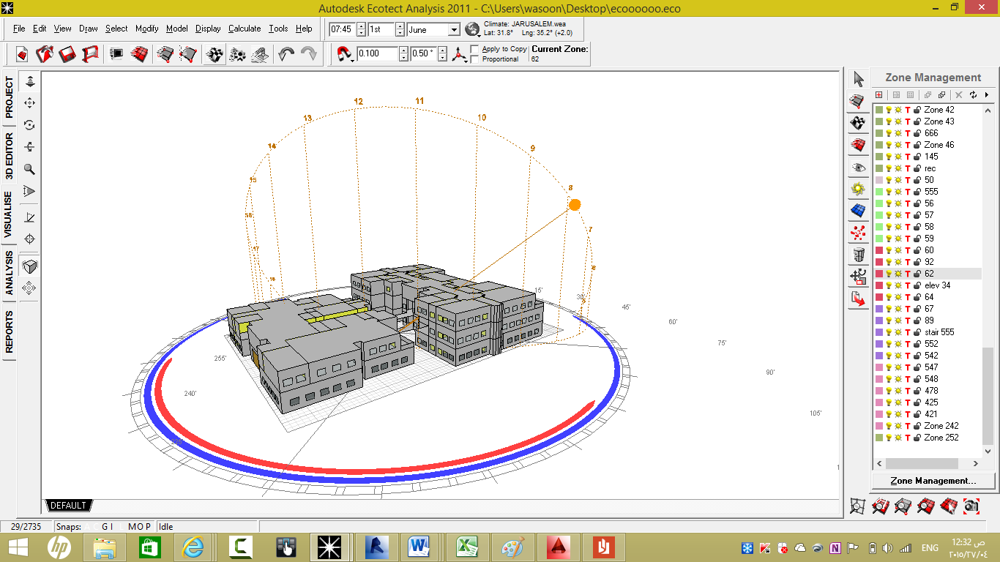 Autodesk Ecotect Analysis 2011 - C:\Users\wasoon\Desktop\ecoooooo.eco
File Edit View Draw Select Modify Model Display Calculate Tools Help
07:45 1st June
Climate: JARUSALEM.wea
Lat: 31.8° Lng: 35.2° (+2.0)
0.100 0.50 °
Apply to Copy
Proportional
Current Zone:
62
PROJECT
3D EDITOR
VISUALISE
ANALYSIS
REPORTS
12
11
13
10
14
9
15
8
16
7
17
6
18
15'
30'
45'
60'
75'
90'
105'
255'
240'
DEFAULT
Zone Management
Zone 42
Zone 43
666
Zone 46
145
rec
50
555
56
57
58
59
60
92
62
elev 34
64
67
89
stair 555
552
542
547
548
478
425
421
Zone 242
Zone 252
Zone Management...
29/2735 Snaps: A C G I L M O P Idle
hp
ENG
12:32 ص